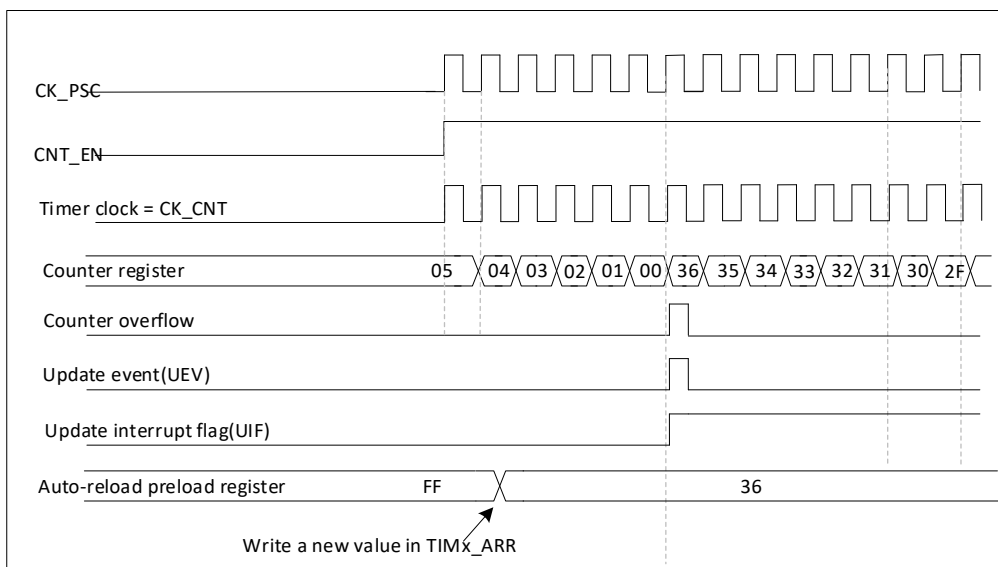 CK_PSC
CNT_EN
Timer clock = CK_CNT
Counter register 05 04 03 02 01 00 36 35 34 33 32 31 30 2F
Counter overflow
Update event(UEV)
Update interrupt flag(UIF)
Auto-reload preload register FF 36
Write a new value in TIMx_ARR